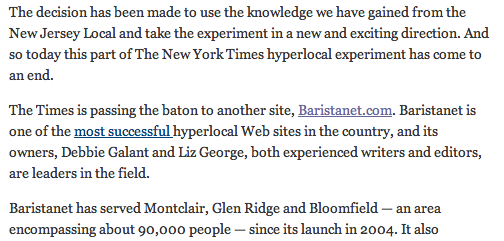 The decision has been made to use the knowledge we have gained from the
New Jersey Local and take the experiment in a new and exciting direction. And
so today this part of The New York Times hyperlocal experiment has come to
an end.
The Times is passing the baton to another site, Baristanet.com. Baristanet is
one of the most successful hyperlocal Web sites in the country, and its
owners, Debbie Galant and Liz George, both experienced writers and editors,
are leaders in the field.
Baristanet has served Montclair, Glen Ridge and Bloomfield — an area
encompassing about 90,000 people — since its launch in 2004. It also